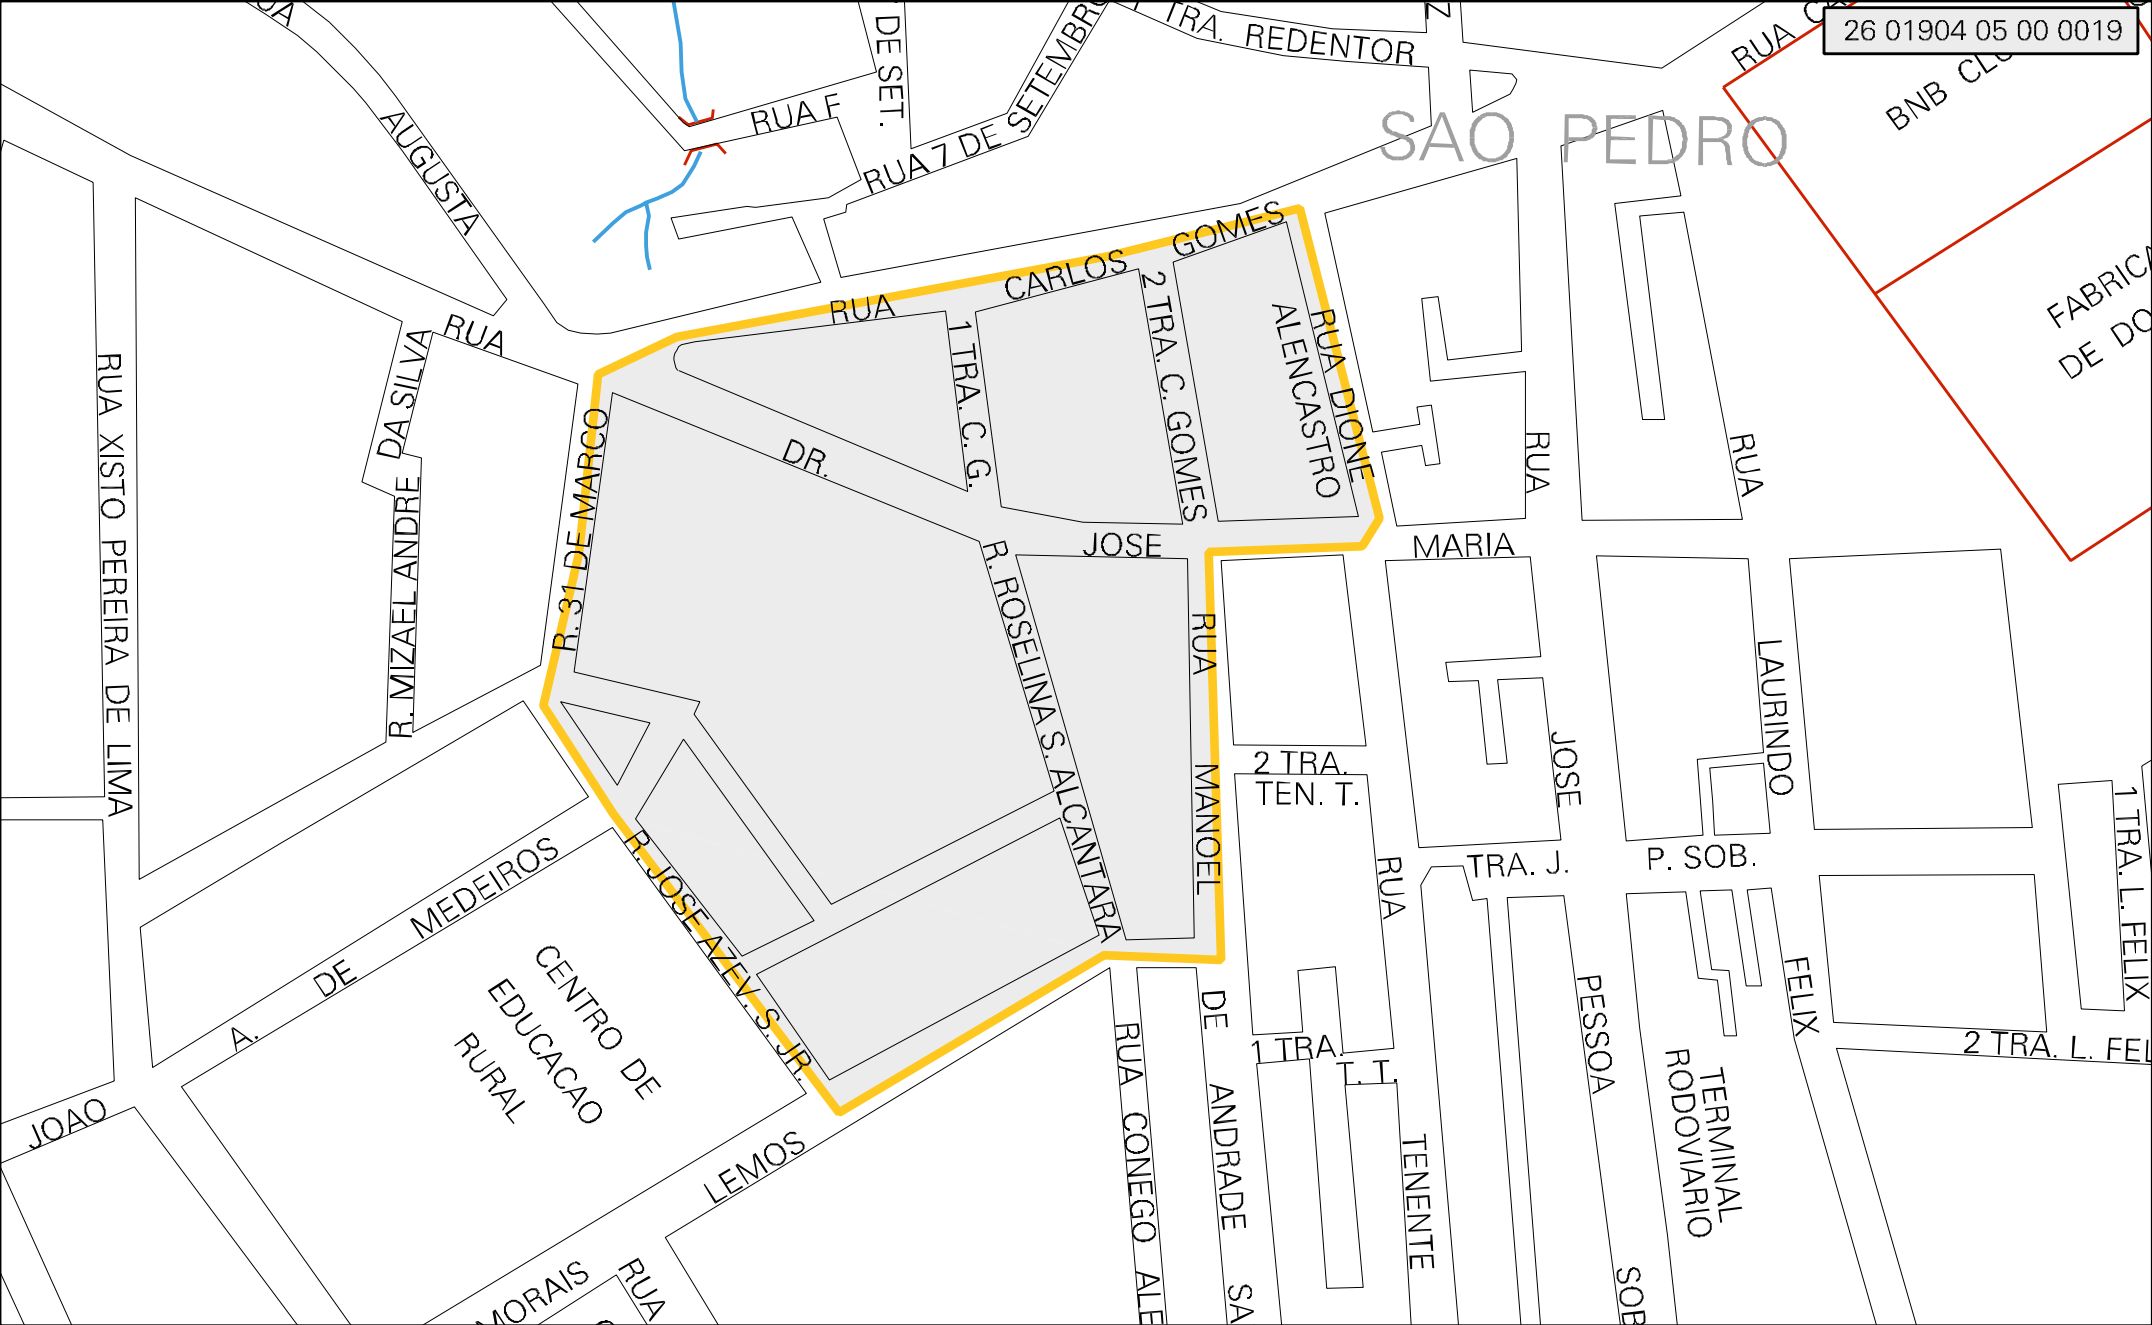 26 01904 05 00 0019
TRA. REDENTOR
RUA
BNB
SAO PEDRO
DE SET.
RUA F
RUA 7 DE SETEMBRO
AUGUSTA
FABRICA
DE DO
RUA CARLOS GOMES
RUA
DA SILVA
R. MIZAEL ANDRE
RUA XISTO PEREIRA DE LIMA
R. 31 DE MARCO
DR.
1 TRA. C. G.
2 TRA. C. GOMES
RUA DIONE
ALENCASTRO
JOSE
MARIA
RUA
RUA
R. ROSELINA S. ALCANTARA
RUA
MANOEL
DE ANDRADE SA
2 TRA.
TEN. T.
JOSE
LAURINDO
TRA. J.
P. SOB.
RUA
TENENTE
1 TRA.
T. T.
PESSOA
SOB
FELIX
TERMINAL
RODOVIARIO
1 TRA. L. FELIX
2 TRA. L. FEL
R. JOSE AZEV. S. JR.
A. DE MEDEIROS
CENTRO DE
EDUCACAO
RURAL
JOAO
MORAIS
LEMOS
RUA
RUA CONEGO ALE